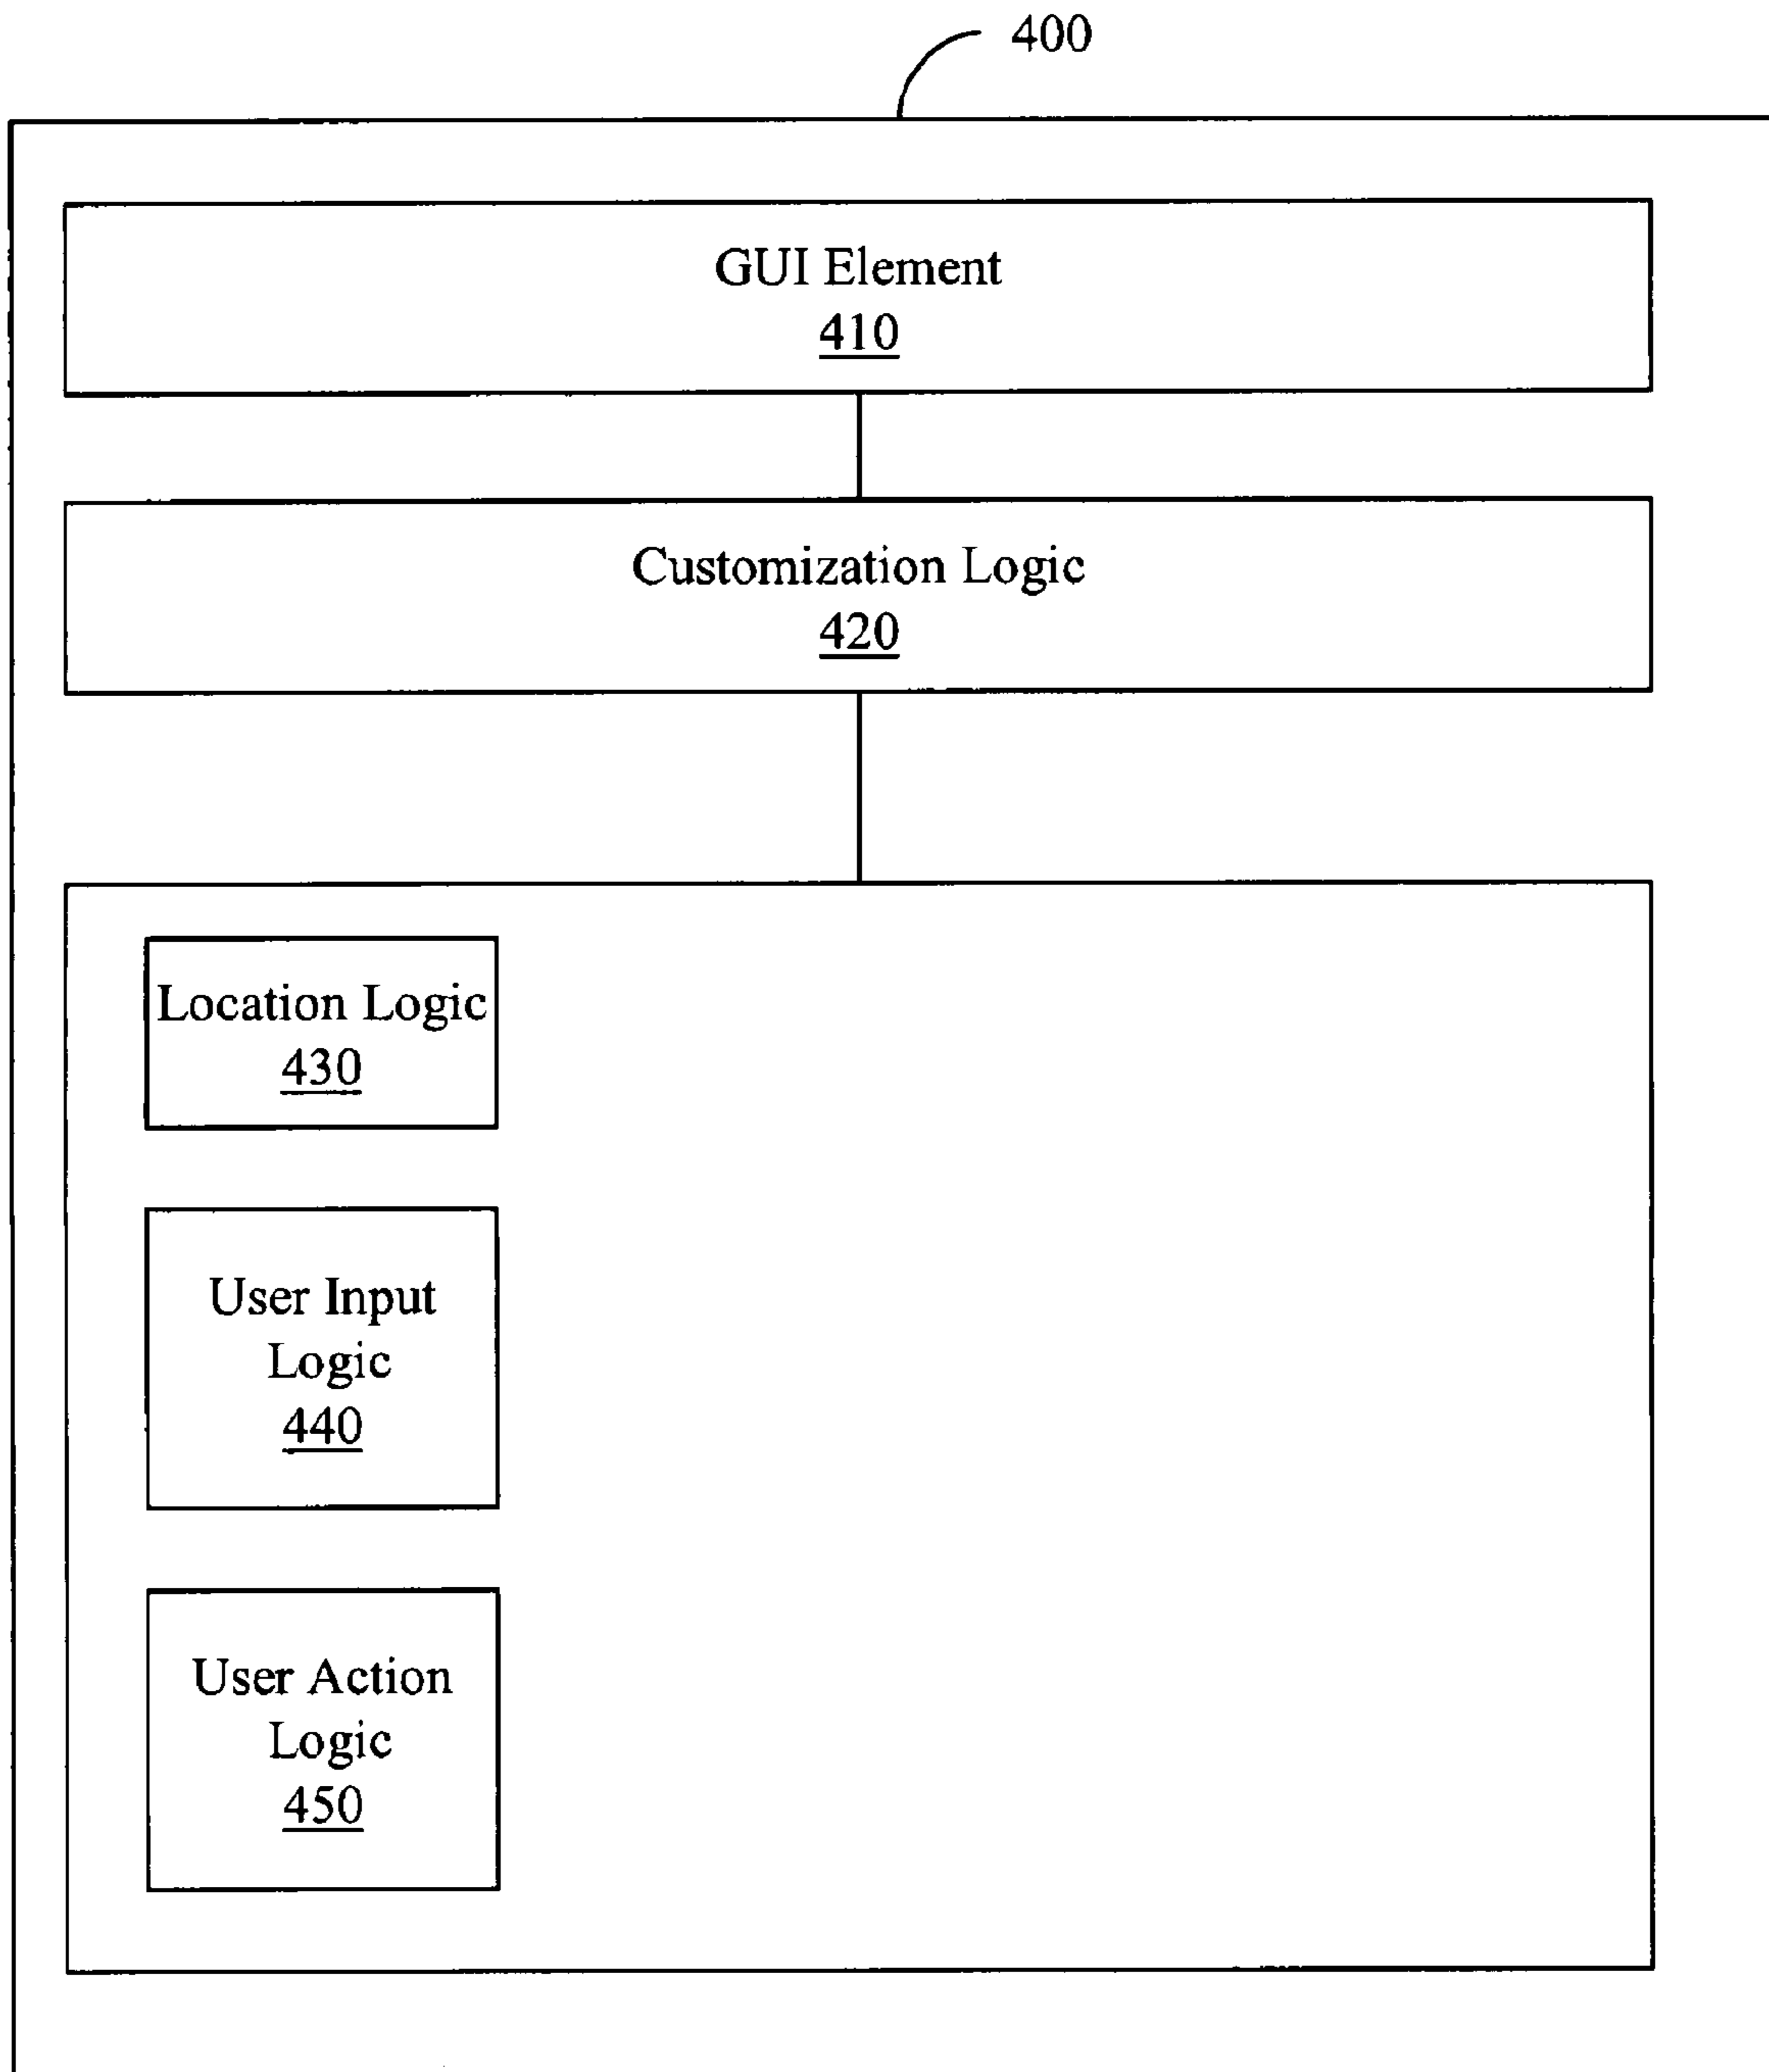 400
GUI Element
410
Customization Logic
420
Location Logic
430
User Input
Logic
440
User Action
Logic
450